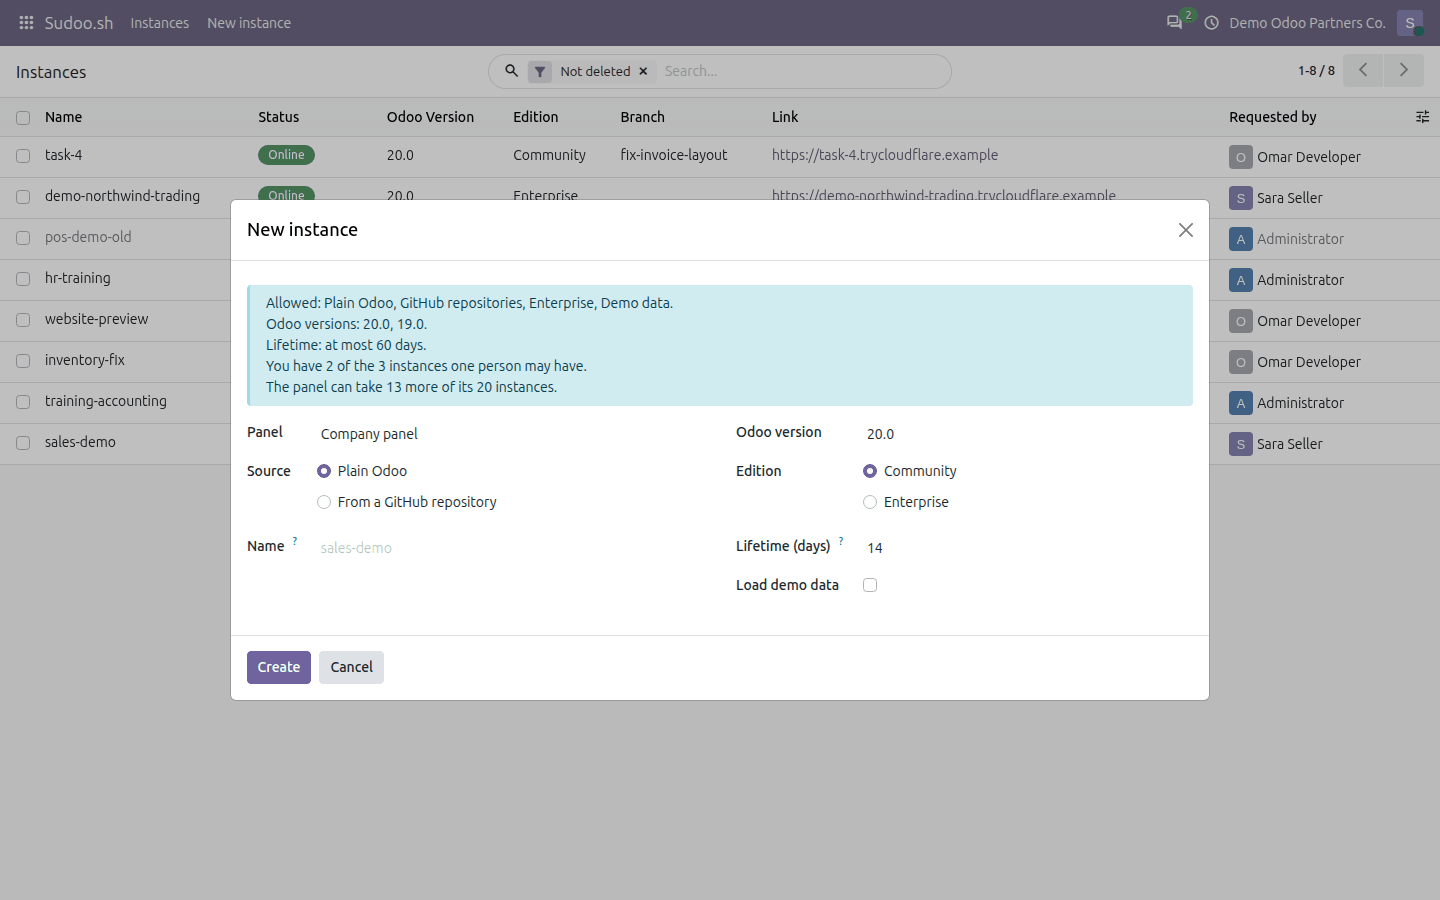 Sudoo.sh Instances New instance 2 Demo Odoo Partners Co. S
Instances Not deleted × Search... 1-8 / 8
Name Status Odoo Version Edition Branch Link Requested by
task-4 Online 20.0 Community fix-invoice-layout https://task-4.trycloudflare.example O Omar Developer
demo-northwind-trading Online 20.0 Enterprise https://demo-northwind-trading.trycloudflare.example S Sara Seller
pos-demo-old A Administrator
hr-training A Administrator
website-preview O Omar Developer
inventory-fix O Omar Developer
training-accounting A Administrator
sales-demo S Sara Seller
New instance
Allowed: Plain Odoo, GitHub repositories, Enterprise, Demo data.
Odoo versions: 20.0, 19.0.
Lifetime: at most 60 days.
You have 2 of the 3 instances one person may have.
The panel can take 13 more of its 20 instances.
Panel Company panel Odoo version 20.0
Source Plain Odoo Edition Community
From a GitHub repository Enterprise
Name ? sales-demo Lifetime (days) ? 14
Load demo data
Create Cancel